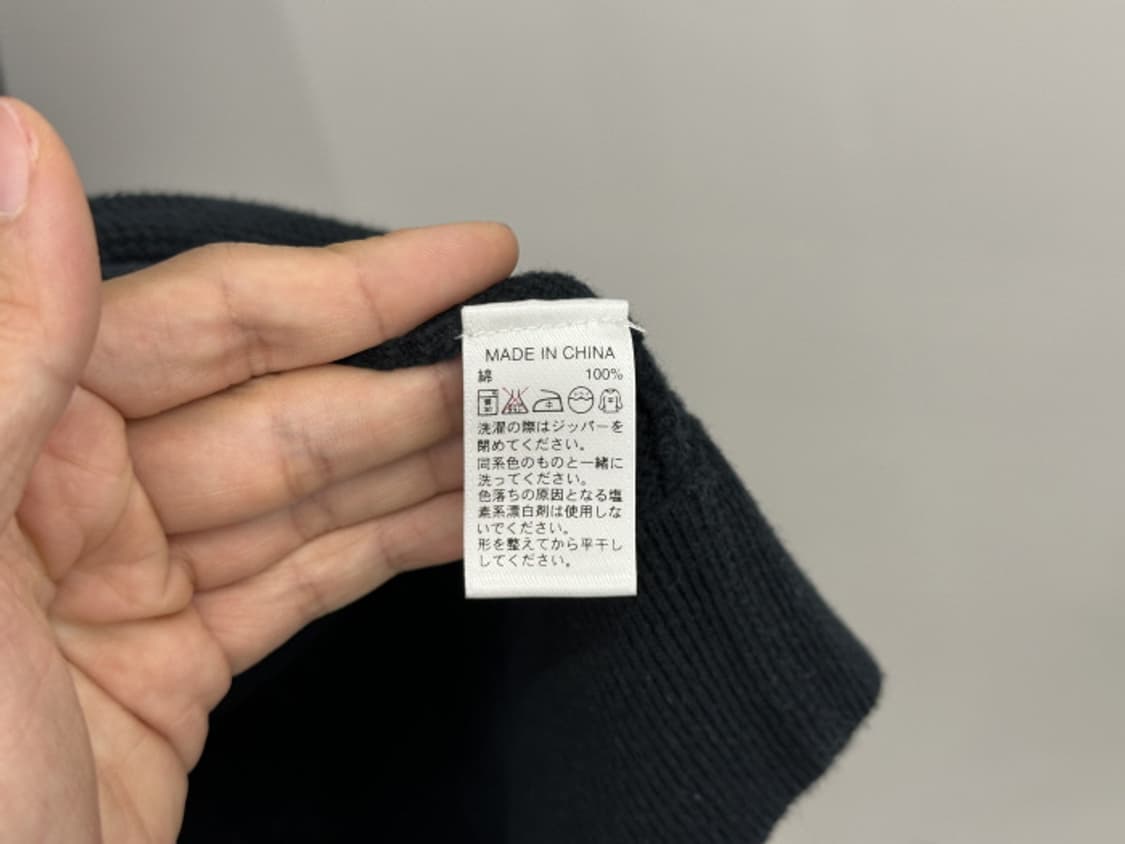 MADE IN CHINA
綿 100%
洗濯の際はジッパーを
閉めてください。
同系色のものと一緒に
洗ってください。
色落ちの原因となる塩
素系漂白剤は使用しな
いでください。
形を整えてから平干し
してください。